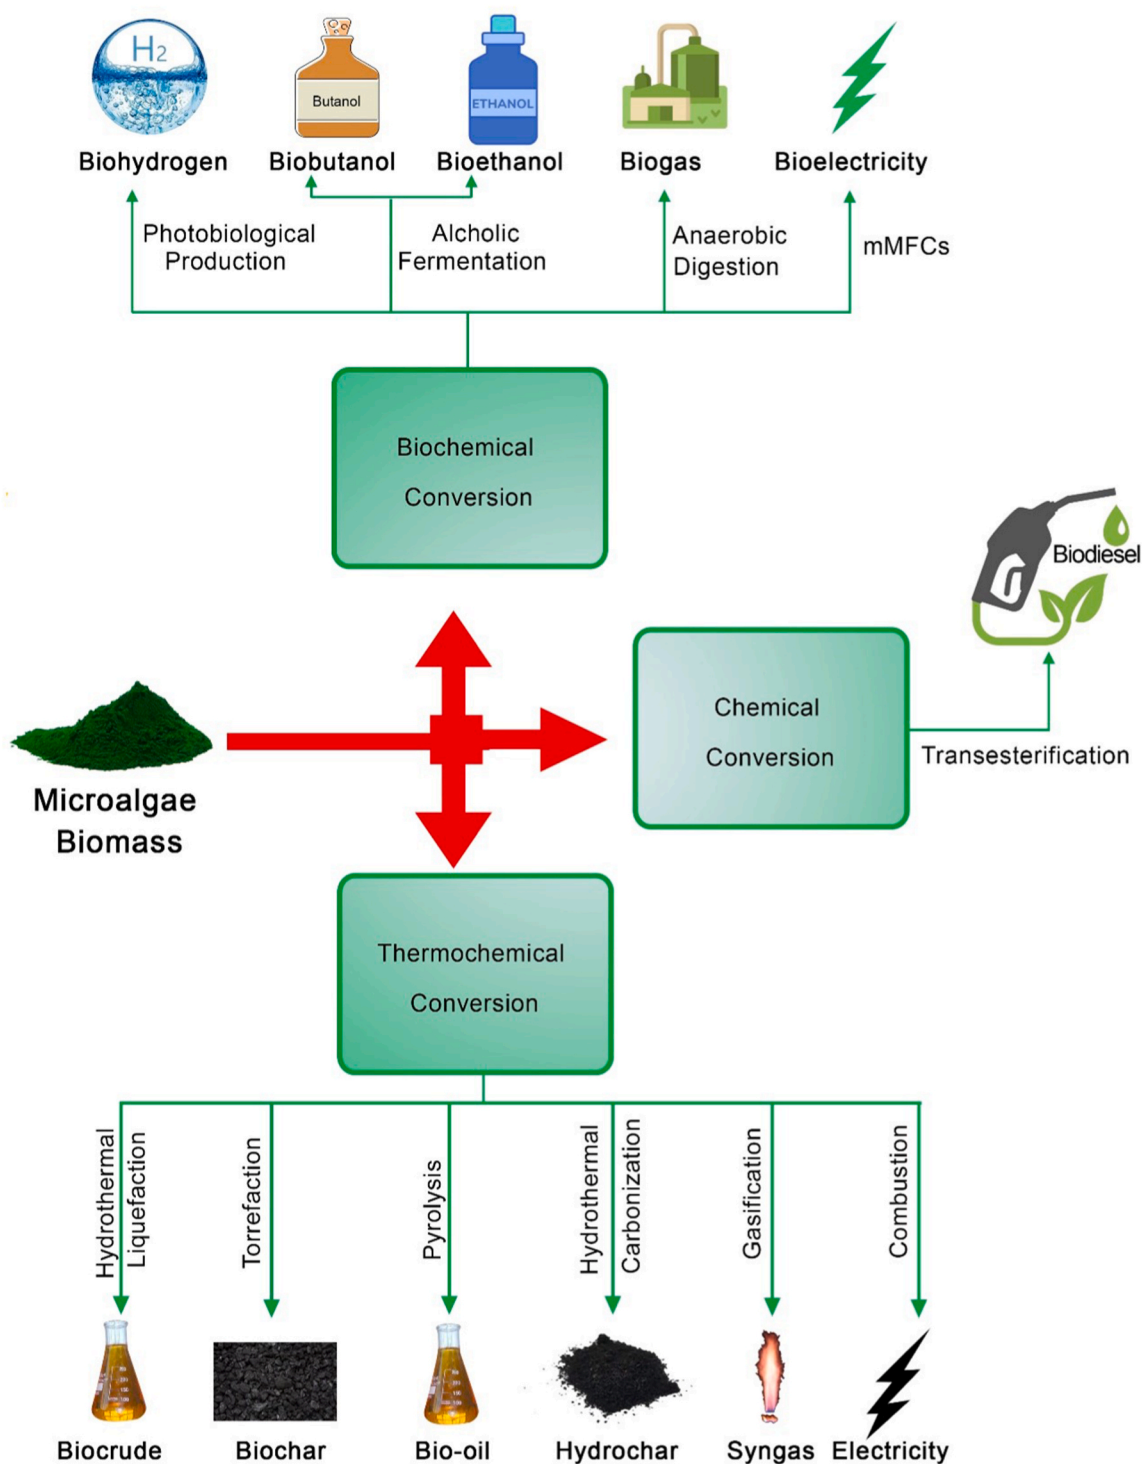 H2
Butanol
ETHANOL
Biohydrogen
Biobutanol
Bioethanol
Biogas
Bioelectricity
Photobiological
Production
Alcholic
Fermentation
Anaerobic
Digestion
mMFCs
Biochemical
Conversion
Biodiesel
Chemical
Conversion
Transesterification
Microalgae
Biomass
Thermochemical
Conversion
Hydrothermal
Liquefaction
Torrefaction
Pyrolysis
Hydrothermal
Carbonization
Gasification
Combustion
Biocrude
Biochar
Bio-oil
Hydrochar
Syngas
Electricity